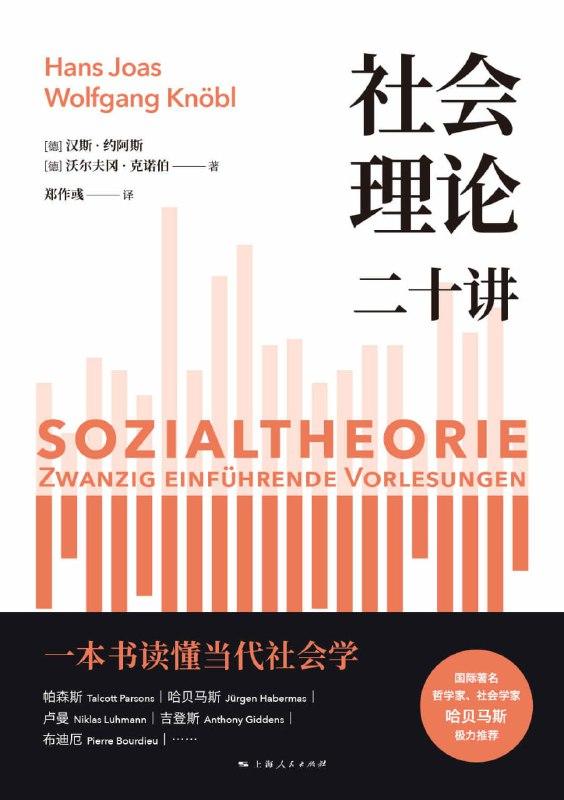 Hans Joas
Wolfgang Knöbl
社会
理论
二十讲
[德] 汉斯·约阿斯
[德] 沃尔夫冈·克诺伯——著
郑作彧——译
SOZIALTHEORIE
ZWANZIG EINFÜHRENDE VORLESUNGEN
一本书读懂当代社会学
帕森斯 Talcott Parsons | 哈贝马斯 Jürgen Habermas |
卢曼 Niklas Luhmann | 吉登斯 Anthony Giddens |
布迪厄 Pierre Bourdieu | ……
国际著名
哲学家、社会学家
哈贝马斯
极力推荐
上海人民出版社